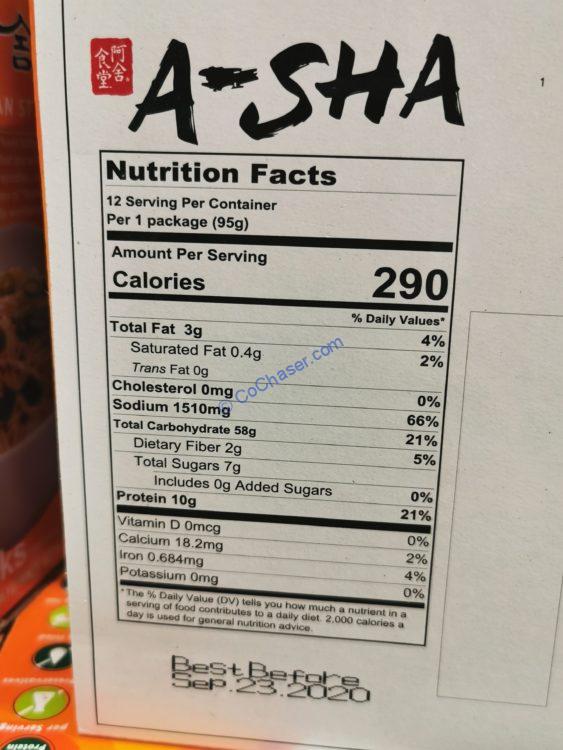 阿舍
食堂
A-SHA
1
Nutrition Facts
12 Serving Per Container
Per 1 package (95g)
Amount Per Serving
Calories 290
% Daily Values*
Total Fat 3g 4%
Saturated Fat 0.4g 2%
Trans Fat 0g
Cholesterol 0mg 0%
Sodium 1510mg 66%
Total Carbohydrate 58g 21%
Dietary Fiber 2g 5%
Total Sugars 7g
Includes 0g Added Sugars 0%
Protein 10g 21%
Vitamin D 0mcg 0%
Calcium 18.2mg 2%
Iron 0.684mg 4%
Potassium 0mg 0%
*The % Daily Value (DV) tells you how much a nutrient in a
serving of food contributes to a daily diet. 2,000 calories a
day is used for general nutrition advice.
Best Before
Sep.23.2020
© CoChaser.com
per Serving
Protein